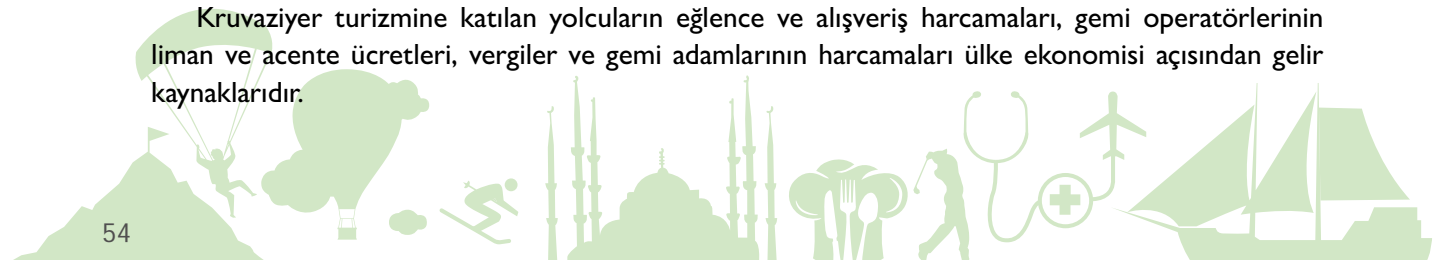 Kruvaziyer turizmine katılan yolcuların eğlence ve alışveriş harcamaları, gemi operatörlerinin
liman ve acente ücretleri, vergiler ve gemi adamlarının harcamaları ülke ekonomisi açısından gelir
kaynaklarıdır.
54